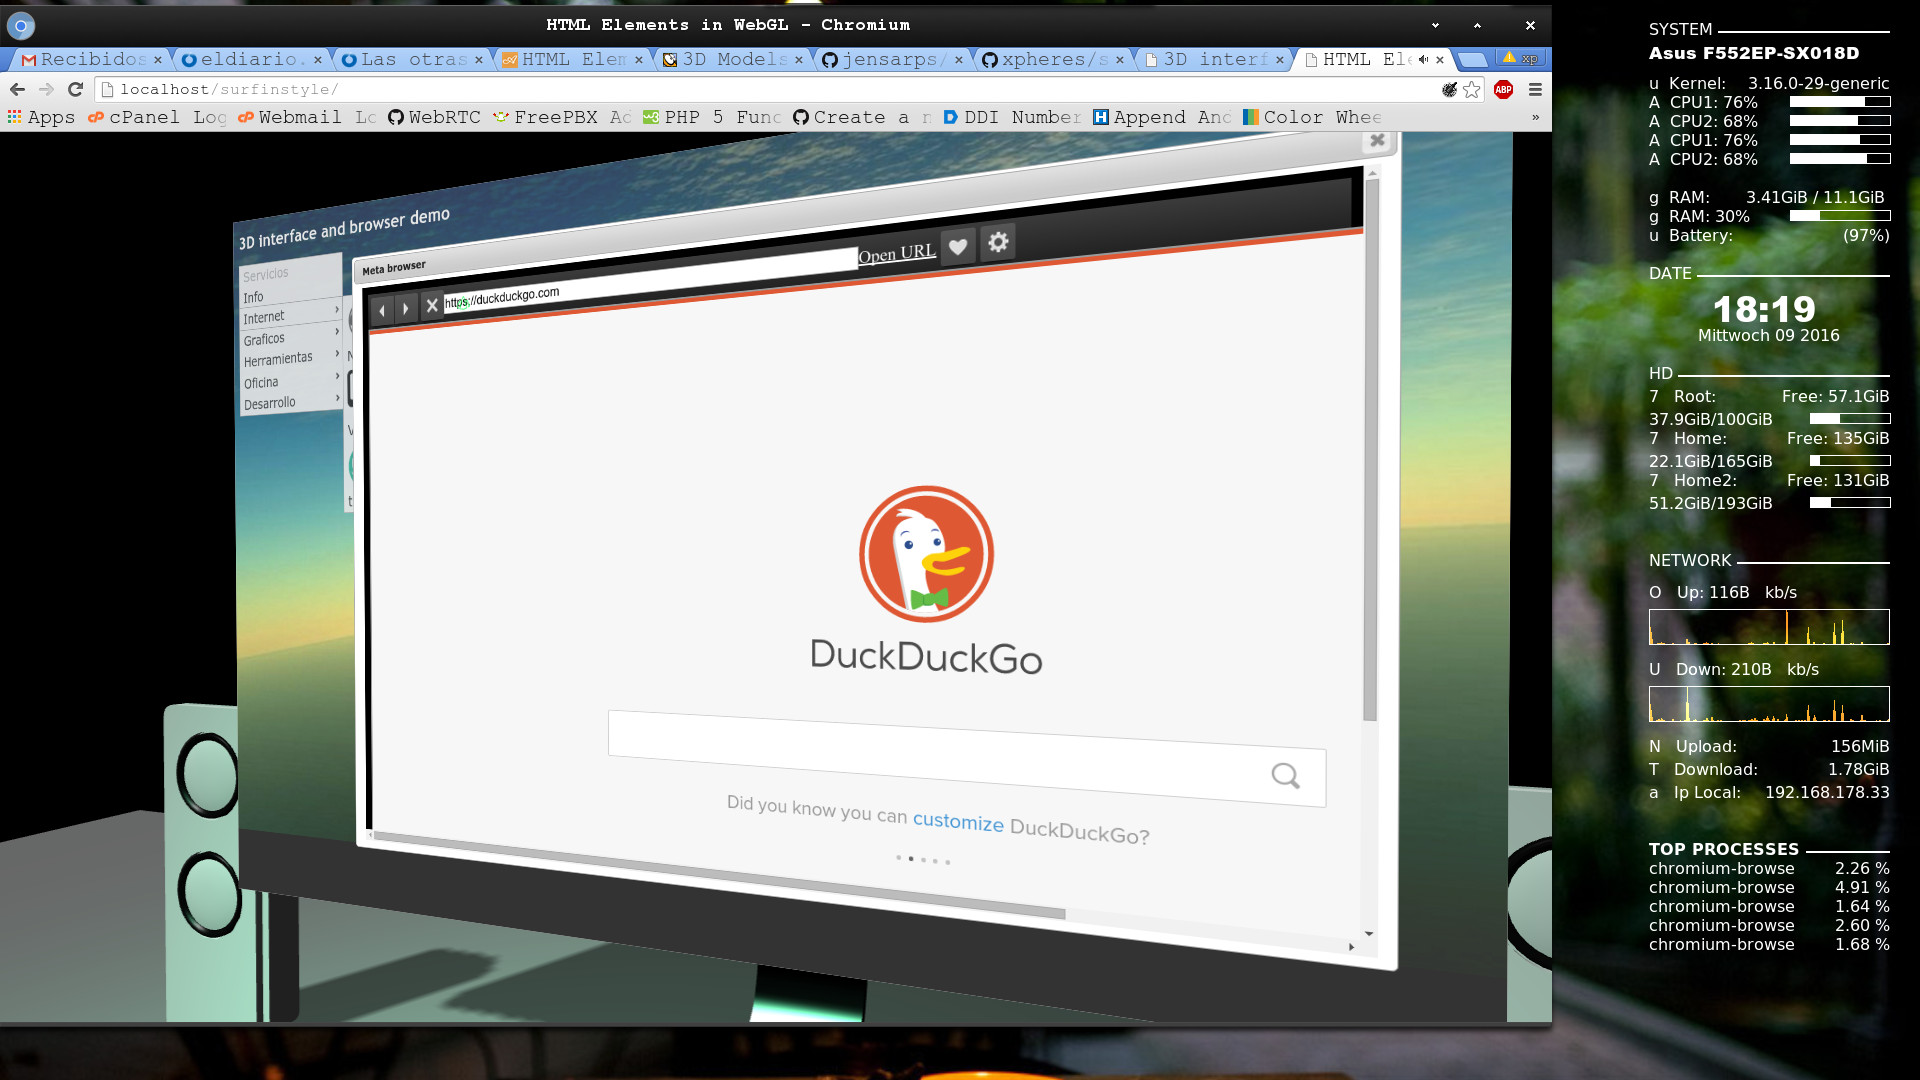 HTML Elements in WebGL - Chromium
Recibidos
eldiario.
Las otras
HTML Elem
3D Models
jensarps/
xpheres/s
3D interf
HTML Ele
xp
localhost/surfinstyle/
ABP
Apps
cPanel Log
Webmail Lo
WebRTC
FreePBX Ad
PHP 5 Func
Create a n
DDI Number
Append And
Color Whee
»
3D interface and browser demo
Servicios
Info
Internet
Graficos
Herramientas
Oficina
Desarrollo
Meta browser
https://duckduckgo.com
Open URL
DuckDuckGo
Did you know you can customize DuckDuckGo?
SYSTEM
Asus F552EP-SX018D
u Kernel: 3.16.0-29-generic
A CPU1: 76%
A CPU2: 68%
A CPU1: 76%
A CPU2: 68%
g RAM: 3.41GiB / 11.1GiB
g RAM: 30%
u Battery: (97%)
DATE
18:19
Mittwoch 09 2016
HD
7 Root: Free: 57.1GiB
37.9GiB/100GiB
7 Home: Free: 135GiB
22.1GiB/165GiB
7 Home2: Free: 131GiB
51.2GiB/193GiB
NETWORK
O Up: 116B kb/s
U Down: 210B kb/s
N Upload: 156MiB
T Download: 1.78GiB
a Ip Local: 192.168.178.33
TOP PROCESSES
chromium-browse 2.26 %
chromium-browse 4.91 %
chromium-browse 1.64 %
chromium-browse 2.60 %
chromium-browse 1.68 %